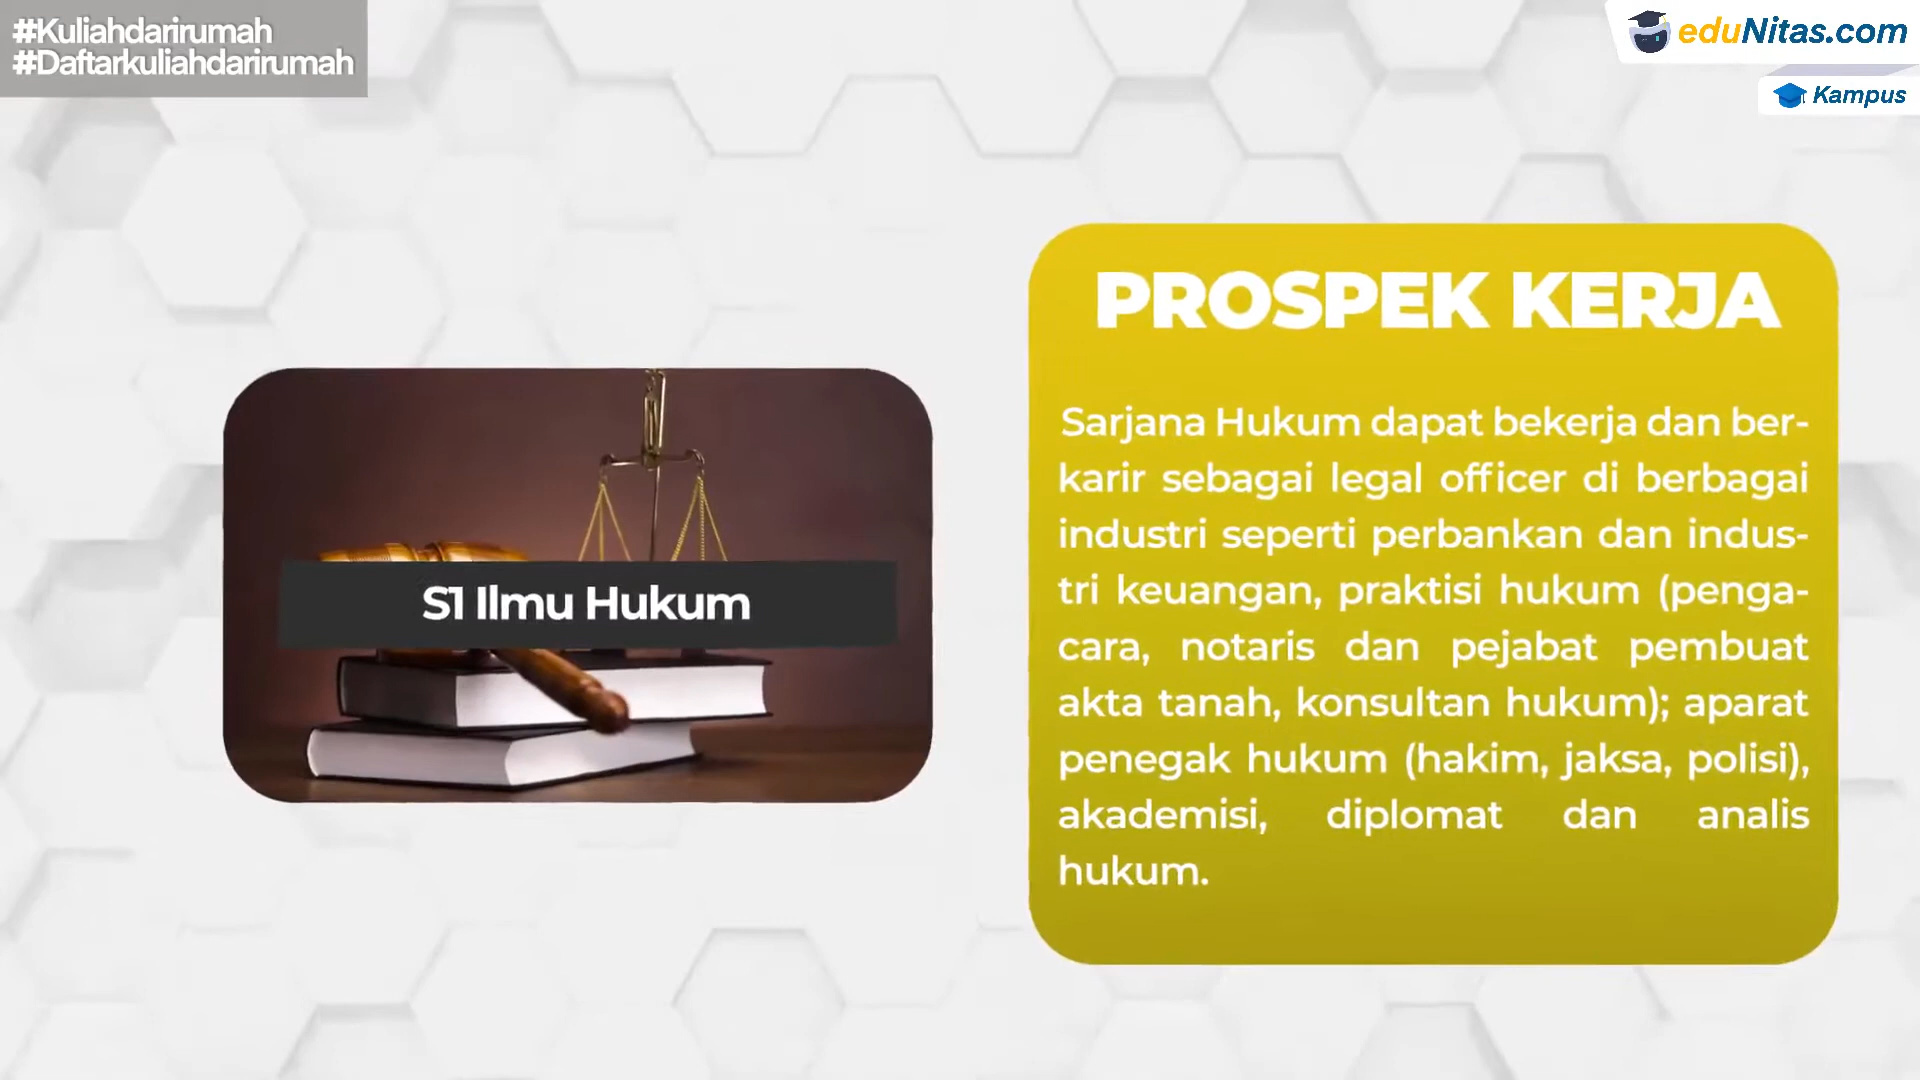 #Kuliahdarirumah
#Daftarkuliahdarirumah
eduNitas.com
Kampus
S1 Ilmu Hukum
PROSPEK KERJA
Sarjana Hukum dapat bekerja dan ber-
karir sebagai legal officer di berbagai
industri seperti perbankan dan indus-
tri keuangan, praktisi hukum (penga-
cara, notaris dan pejabat pembuat
akta tanah, konsultan hukum); aparat
penegak hukum (hakim, jaksa, polisi),
akademisi, diplomat dan analis
hukum.